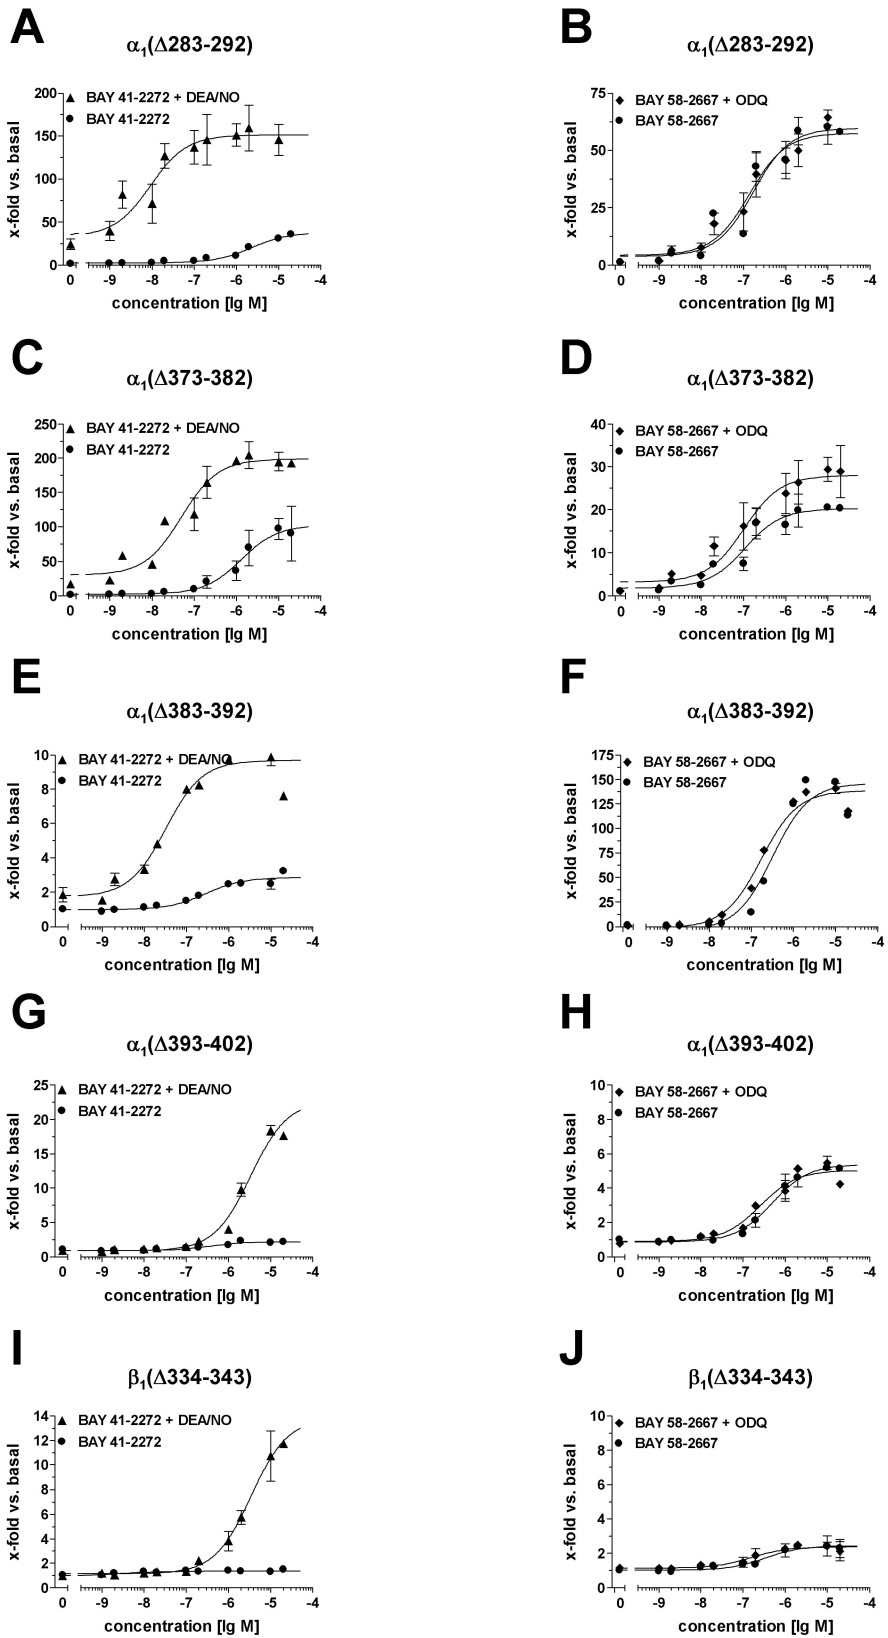 A
B
α1(Δ283-292)
α1(Δ283-292)
200
150
100
50
0
x-fold vs. basal
BAY 41-2272 + DEA/NO
BAY 41-2272
0 -9 -8 -7 -6 -5 -4
concentration [lg M]
75
50
25
0
x-fold vs. basal
BAY 58-2667 + ODQ
BAY 58-2667
0 -9 -8 -7 -6 -5 -4
concentration [lg M]
C
D
α1(Δ373-382)
α1(Δ373-382)
250
200
150
100
50
0
x-fold vs. basal
BAY 41-2272 + DEA/NO
BAY 41-2272
0 -9 -8 -7 -6 -5 -4
concentration [lg M]
40
30
20
10
0
x-fold vs. basal
BAY 58-2667 + ODQ
BAY 58-2667
0 -9 -8 -7 -6 -5 -4
concentration [lg M]
E
F
α1(Δ383-392)
α1(Δ383-392)
10
8
6
4
2
0
x-fold vs. basal
BAY 41-2272 + DEA/NO
BAY 41-2272
0 -9 -8 -7 -6 -5 -4
concentration [lg M]
175
150
125
100
75
50
25
0
x-fold vs. basal
BAY 58-2667 + ODQ
BAY 58-2667
0 -9 -8 -7 -6 -5 -4
concentration [lg M]
G
H
α1(Δ393-402)
α1(Δ393-402)
25
20
15
10
5
0
x-fold vs. basal
BAY 41-2272 + DEA/NO
BAY 41-2272
0 -9 -8 -7 -6 -5 -4
concentration [lg M]
10
8
6
4
2
0
x-fold vs. basal
BAY 58-2667 + ODQ
BAY 58-2667
0 -9 -8 -7 -6 -5 -4
concentration [lg M]
I
J
β1(Δ334-343)
β1(Δ334-343)
14
12
10
8
6
4
2
0
x-fold vs. basal
BAY 41-2272 + DEA/NO
BAY 41-2272
0 -9 -8 -7 -6 -5 -4
concentration [lg M]
10
8
6
4
2
0
x-fold vs. basal
BAY 58-2667 + ODQ
BAY 58-2667
0 -9 -8 -7 -6 -5 -4
concentration [lg M]